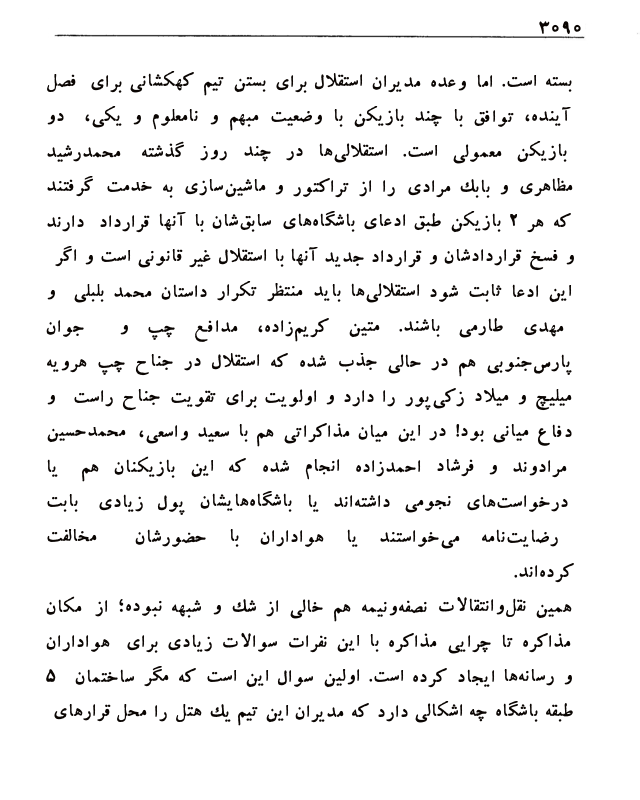 ۳۰۹۰
بسته است. اما وعده مدیران استقلال برای بستن تیم کهکشانی برای فصل
آینده، توافق با چند بازیکن با وضعیت مبهم و نامعلوم و یکی، دو
بازیکن معمولی است. استقلالی‌ها در چند روز گذشته محمدرشید
مظاهری و بابك مرادی را از تراکتور و ماشین‌سازی به خدمت گرفتند
که هر ۲ بازیکن طبق ادعای باشگاه‌های سابق‌شان با آنها قرارداد دارند
و فسخ قراردادشان و قرارداد جدید آنها با استقلال غیر قانونی است و اگر
این ادعا ثابت شود استقلالی‌ها باید منتظر تکرار داستان محمد بلبلی و
مهدی طارمی باشند. متین کریم‌زاده، مدافع چپ و جوان
پارس‌جنوبی هم در حالی جذب شده که استقلال در جناح چپ هرویه
میلیچ و میلاد زکی‌پور را دارد و اولویت برای تقویت جناح راست و
دفاع میانی بود! در این میان مذاکراتی هم با سعید واسعی، محمدحسین
مرادوند و فرشاد احمدزاده انجام شده که این بازیکنان هم یا
درخواست‌های نجومی داشته‌اند یا باشگاه‌هایشان پول زیادی بابت
رضایت‌نامه می‌خواستند یا هواداران با حضورشان مخالفت
کرده‌اند.
همین نقل‌وانتقالات نصفه‌ونیمه هم خالی از شك و شبهه نبوده؛ از مکان
مذاکره تا چرایی مذاکره با این نفرات سوالات زیادی برای هواداران
و رسانه‌ها ایجاد کرده است. اولین سوال این است که مگر ساختمان ۵
طبقه باشگاه چه اشکالی دارد که مدیران این تیم یك هتل را محل قرارهای